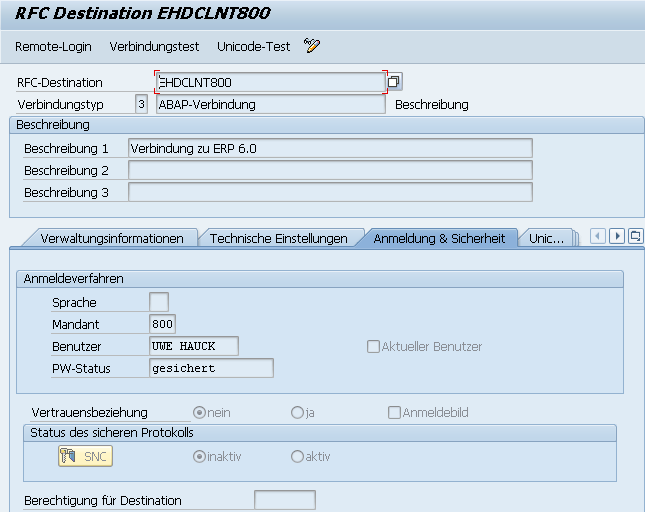 RFC Destination EHDCLNT800
Remote-Login Verbindungstest Unicode-Test
RFC-Destination EHDCLNT800
Verbindungstyp 3 ABAP-Verbindung Beschreibung
Beschreibung
Beschreibung 1 Verbindung zu ERP 6.0
Beschreibung 2
Beschreibung 3
Verwaltungsinformationen Technische Einstellungen Anmeldung & Sicherheit Unic...
Anmeldeverfahren
Sprache
Mandant 800
Benutzer UWE HAUCK Aktueller Benutzer
PW-Status gesichert
Vertrauensbeziehung nein ja Anmeldebild
Status des sicheren Protokolls
SNC inaktiv aktiv
Berechtigung für Destination